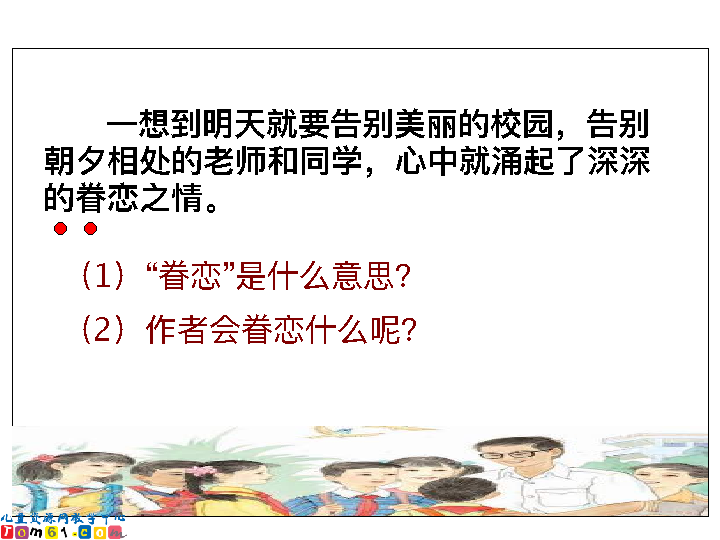 一想到明天就要告别美丽的校园，告别
朝夕相处的老师和同学，心中就涌起了深深
的眷恋之情。
（1）“眷恋”是什么意思？
（2）作者会眷恋什么呢？
儿童资源网教学中心
Tom61.com